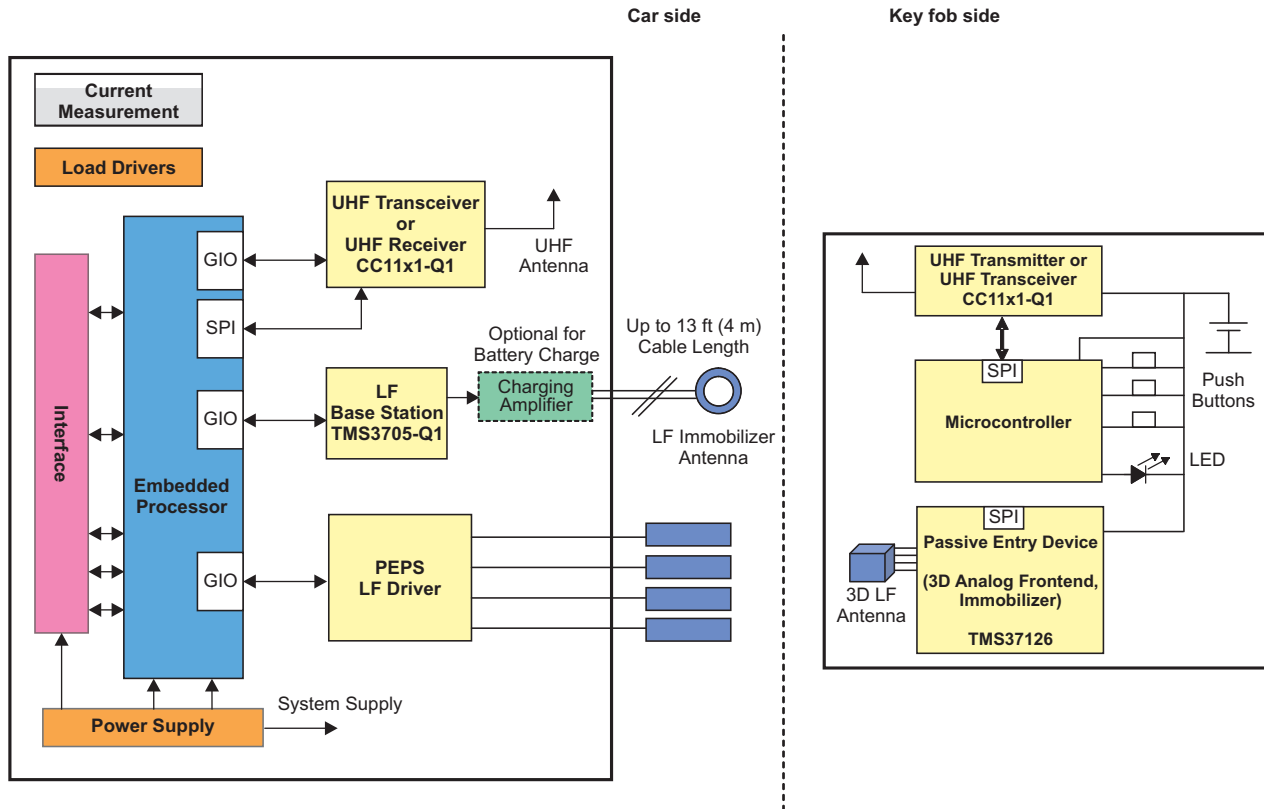 Car side
Key fob side
Current
Measurement
Load Drivers
UHF Transceiver
or
UHF Receiver
CC11x1-Q1
UHF
Antenna
GIO
SPI
GIO
GIO
Interface
Embedded
Processor
Optional for
Battery Charge
Charging
Amplifier
Up to 13 ft (4 m)
Cable Length
LF
Base Station
TMS3705-Q1
LF Immobilizer
Antenna
PEPS
LF Driver
System Supply
Power Supply
UHF Transmitter or
UHF Transceiver
CC11x1-Q1
SPI
Microcontroller
Push
Buttons
LED
SPI
Passive Entry Device
(3D Analog Frontend,
Immobilizer)
TMS37126
3D LF
Antenna